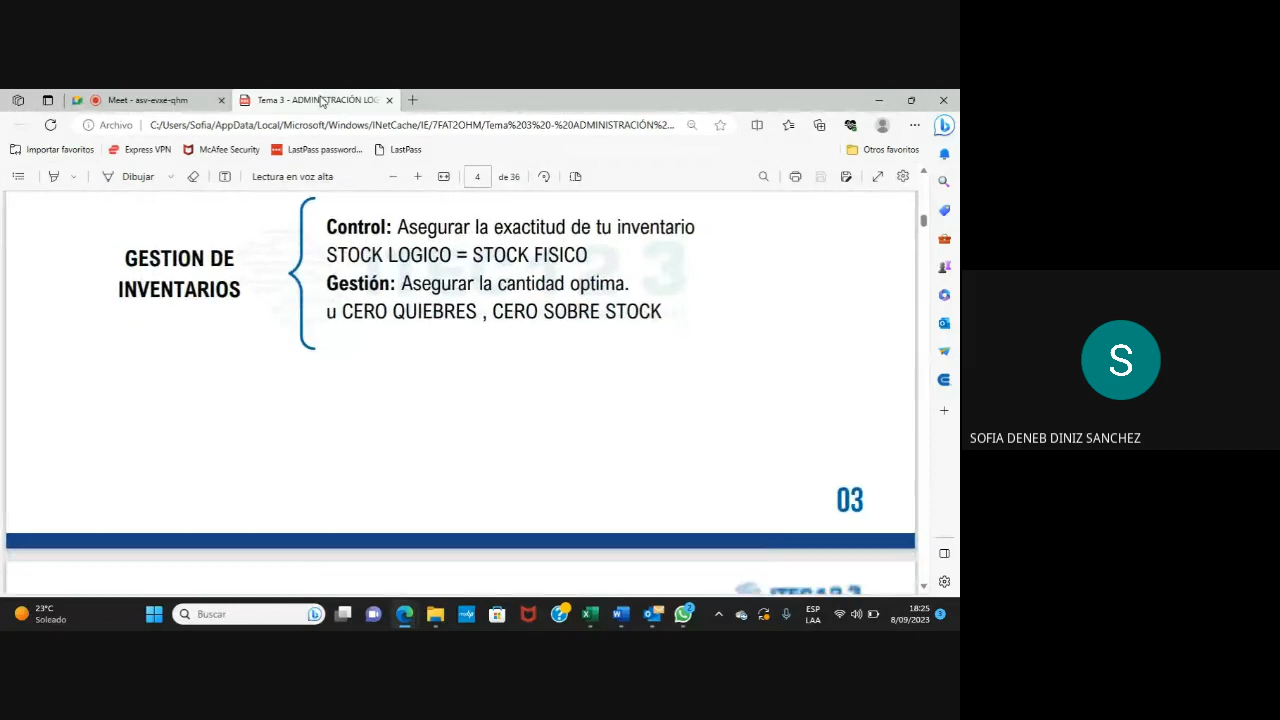 Meet - asv-evxe-qhm
Tema 3 - ADMINISTRACIÓN LOG
Archivo
C:/Users/Sofia/AppData/Local/Microsoft/Windows/INetCache/IE/7FAT2OHM/Tema%203%20-%20ADMINISTRACIÓN%2...
Importar favoritos
Express VPN
McAfee Security
LastPass password...
LastPass
Otros favoritos
Dibujar
Lectura en voz alta
4
de 36
GESTION DE
INVENTARIOS
Control: Asegurar la exactitud de tu inventario
STOCK LOGICO = STOCK FISICO
Gestión: Asegurar la cantidad optima.
u CERO QUIEBRES , CERO SOBRE STOCK
03
S
SOFIA DENEB DINIZ SANCHEZ
23°C
Soleado
Buscar
ESP
LAA
18:25
8/09/2023
3
2